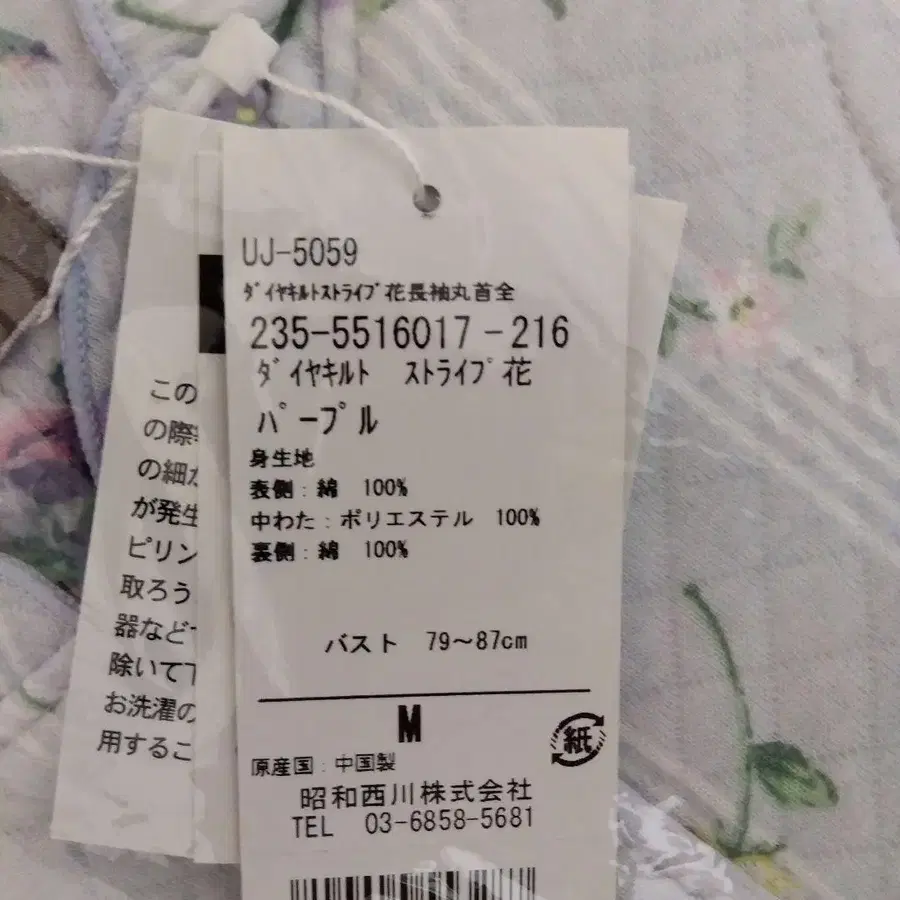 UJ-5059
ﾀﾞｲﾔｷﾙﾄｽﾄﾗｲﾌﾟ花長袖丸首全
235-5516017-216
ﾀﾞｲﾔｷﾙﾄ ｽﾄﾗｲﾌﾟ花
ﾊﾟｰﾌﾟﾙ
身生地
表側:綿 100%
中わた:ポリエステル 100%
裏側:綿 100%
バスト 79～87cm
M
紙
原産国:中国製
昭和西川株式会社
TEL 03-6858-5681
この
の際
の細か
が発生
ピリン
取ろう
器など
除いて下
お洗濯の
用するこ